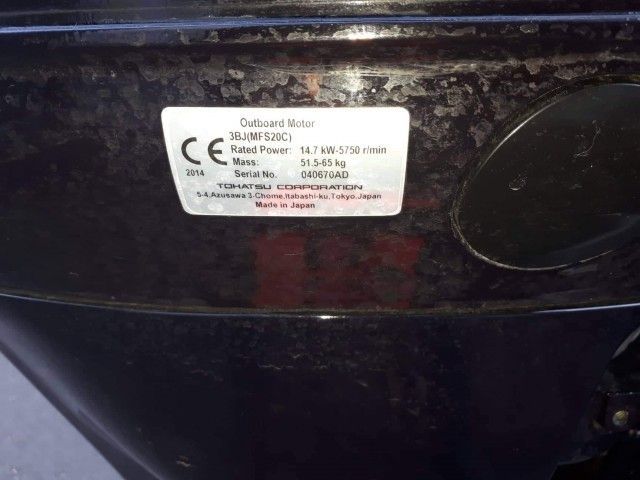 Outboard Motor
3BJ(MFS20C)
CE Rated Power: 14.7 kW-5750 r/min
Mass: 51.5-65 kg
2014 Serial No. 040670AD
TOHATSU CORPORATION
5-4,Azusawa 3-Chome,Itabashi-ku,Tokyo,Japan
Made in Japan